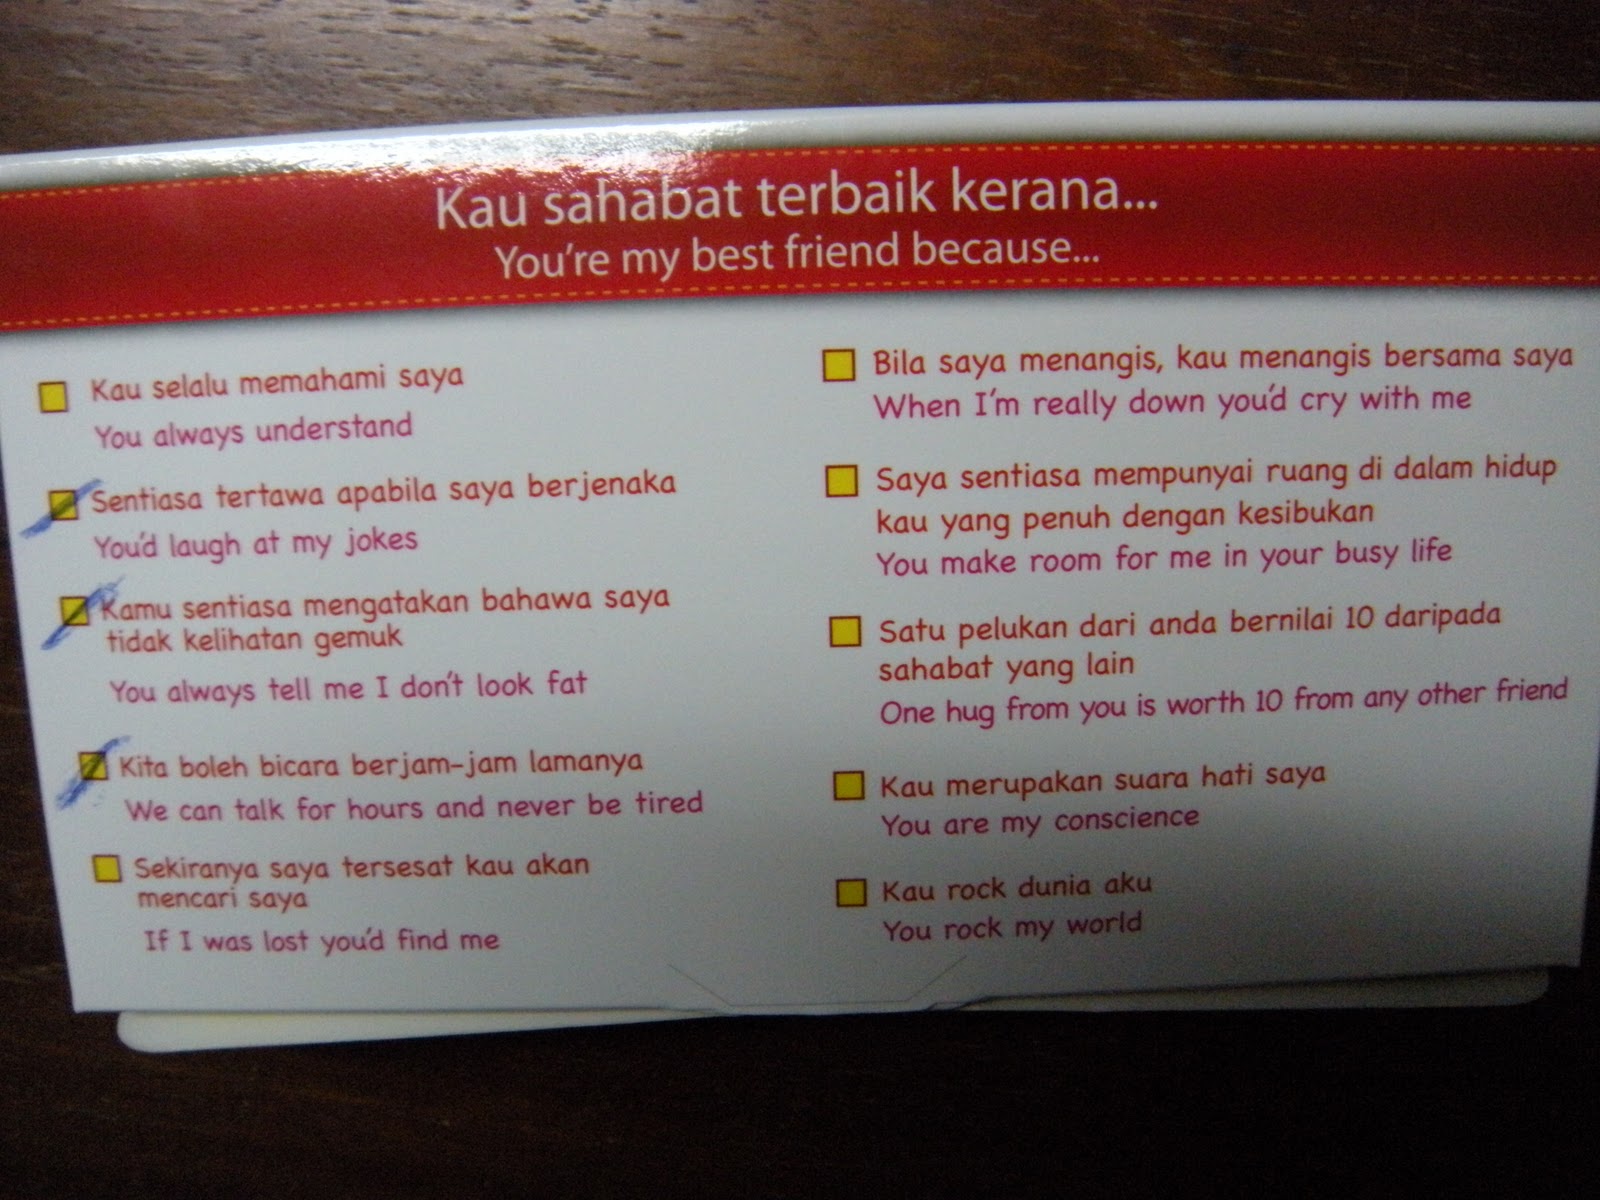 Kau sahabat terbaik kerana...
You're my best friend because...
Kau selalu memahami saya
You always understand
Sentiasa tertawa apabila saya berjenaka
You'd laugh at my jokes
Kamu sentiasa mengatakan bahawa saya
tidak kelihatan gemuk
You always tell me I don't look fat
Kita boleh bicara berjam-jam lamanya
We can talk for hours and never be tired
Sekiranya saya tersesat kau akan
mencari saya
If I was lost you'd find me
Bila saya menangis, kau menangis bersama saya
When I'm really down you'd cry with me
Saya sentiasa mempunyai ruang di dalam hidup
kau yang penuh dengan kesibukan
You make room for me in your busy life
Satu pelukan dari anda bernilai 10 daripada
sahabat yang lain
One hug from you is worth 10 from any other friend
Kau merupakan suara hati saya
You are my conscience
Kau rock dunia aku
You rock my world